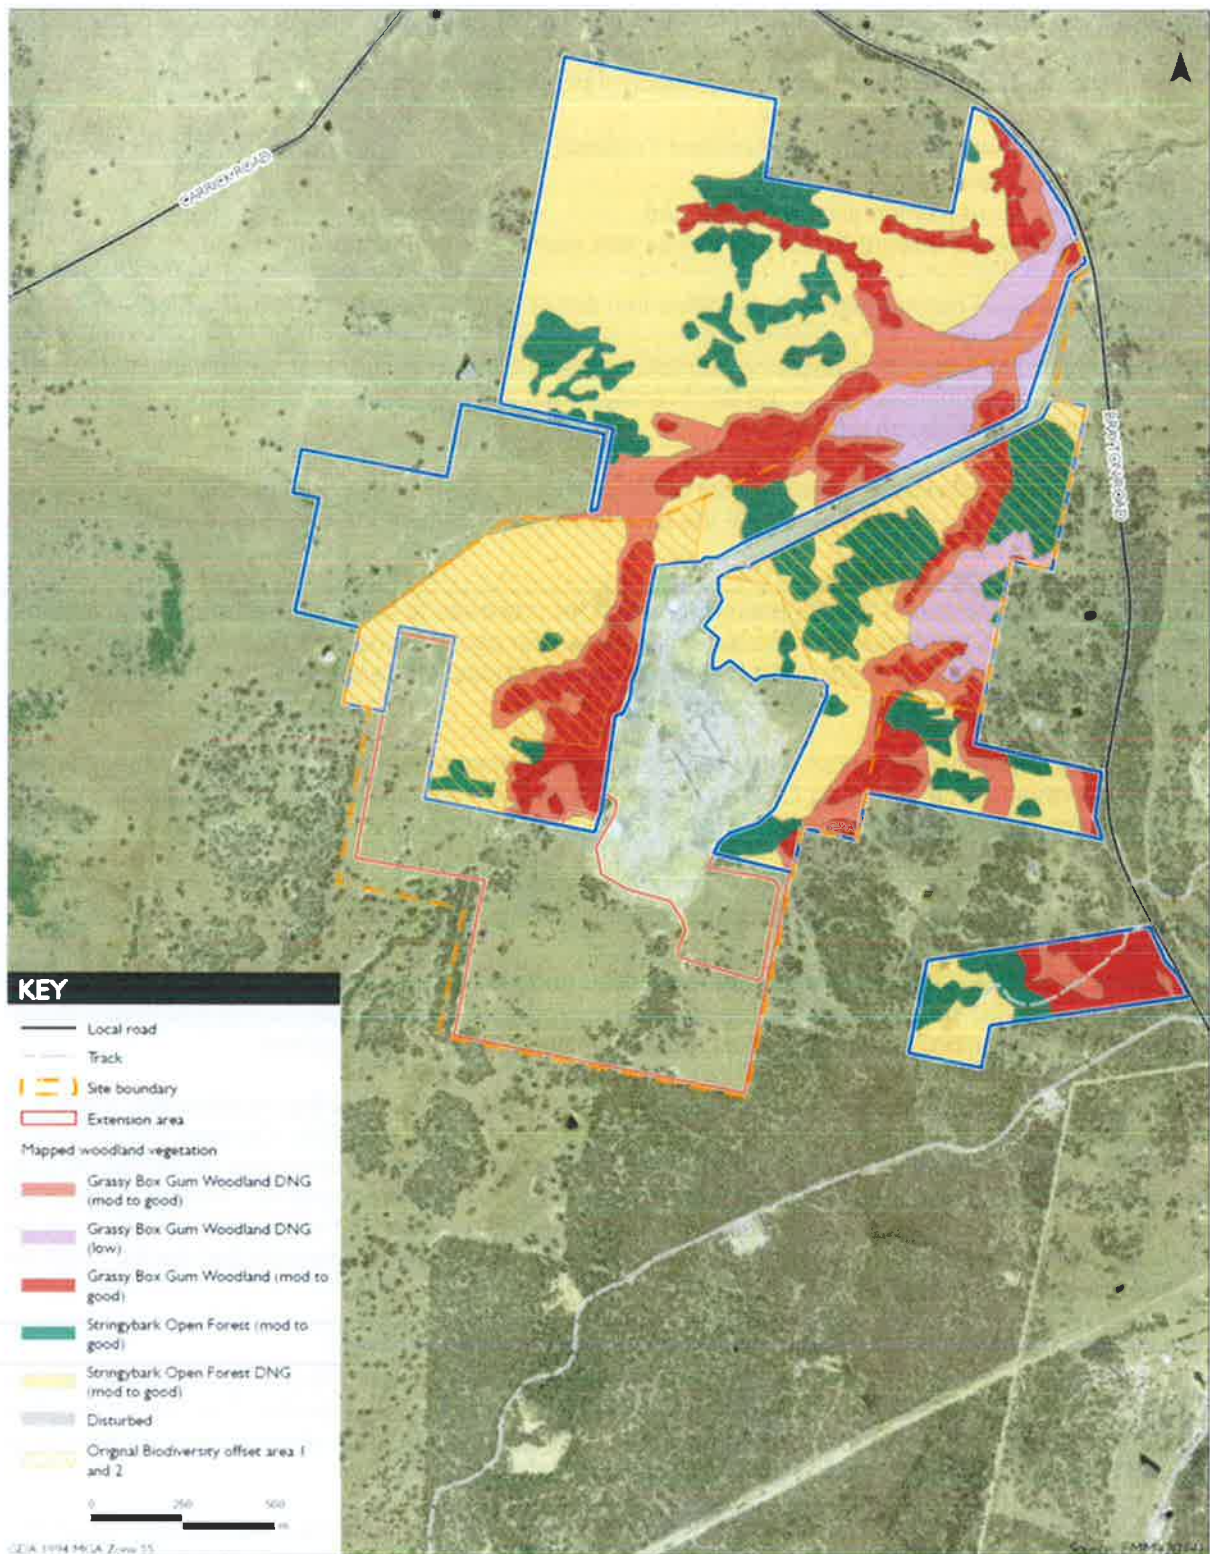 CARRICK ROAD
BRAYTON ROAD
KEY
Local road
Track
Site boundary
Extension area
Mapped woodland vegetation
Grassy Box Gum Woodland DNG
(mod to good)
Grassy Box Gum Woodland DNG
(low)
Grassy Box Gum Woodland (mod to
good)
Stringybark Open Forest (mod to
good)
Stringybark Open Forest DNG
(mod to good)
Disturbed
Original Biodiversity offset area 1
and 2
0 250 500
m
GDA 1994 MGA Zone 55
Source: EMM